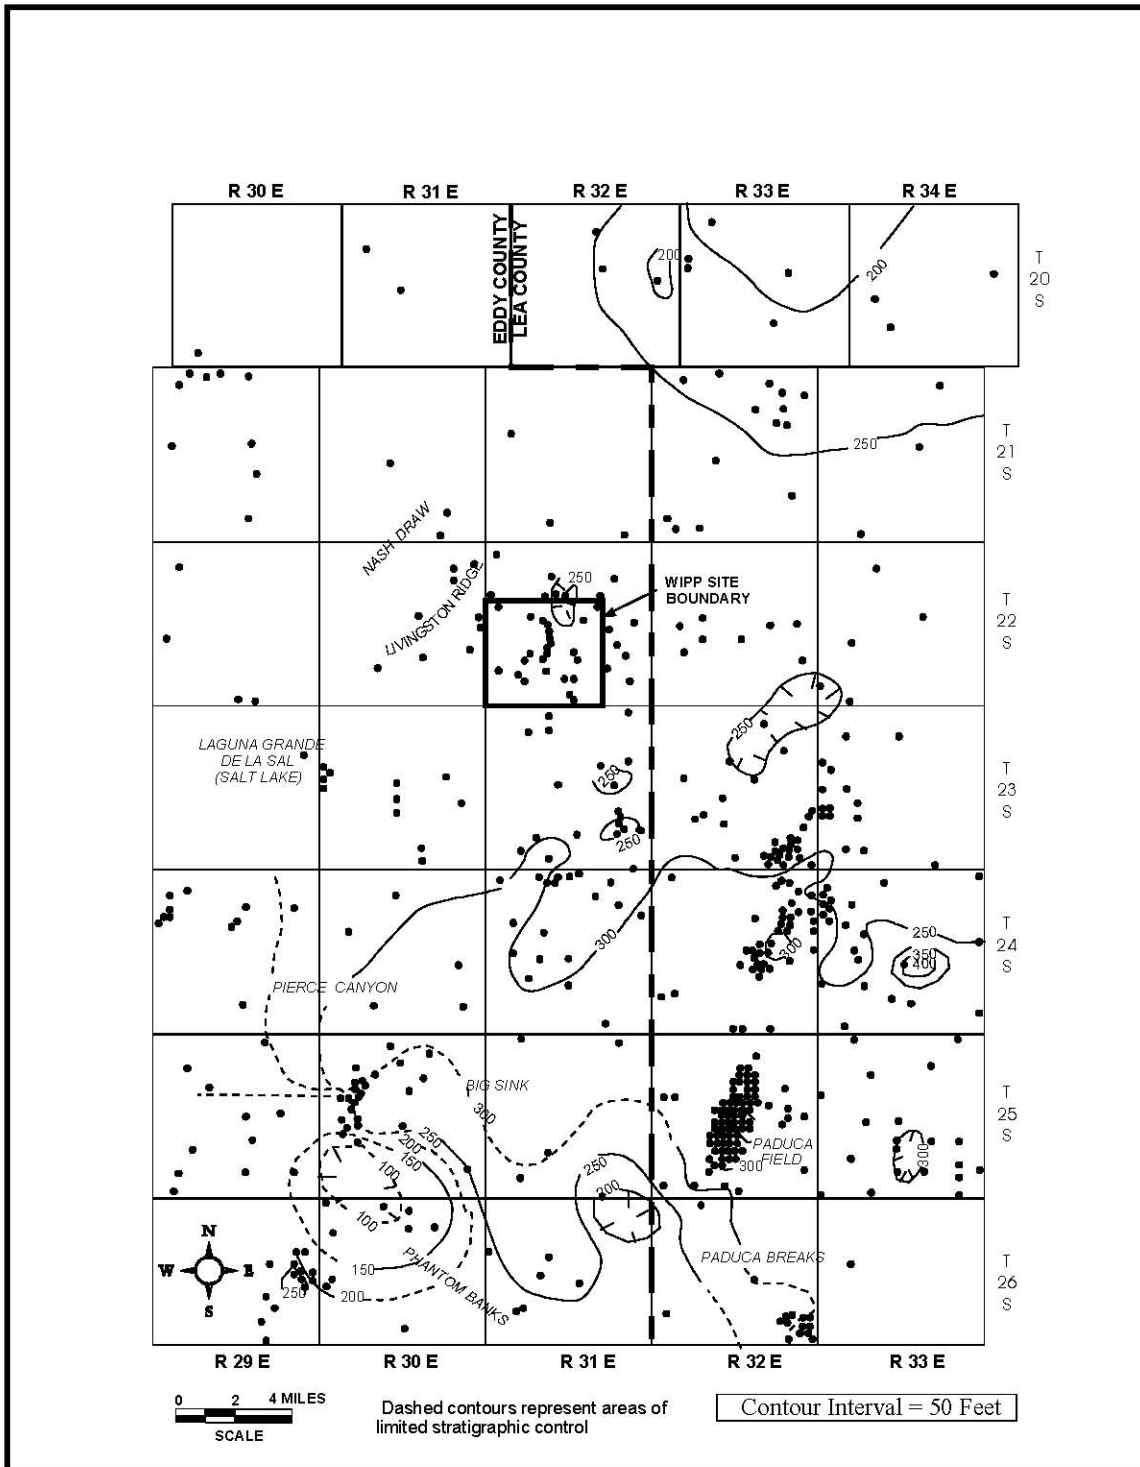 R 30 E R 31 E R 32 E R 33 E R 34 E
EDDY COUNTY
LEA COUNTY
200
200
T
20
S
250
T
21
S
NASH DRAW
LIVINGSTON RIDGE
250
WIPP SITE
BOUNDARY
T
22
S
LAGUNA GRANDE
DE LA SAL
(SALT LAKE)
250
250
250
T
23
S
300
300
250
350
400
T
24
S
PIERCE CANYON
BIG SINK
300
250
200
150
100
100
150
200
250
250
200
PADUCA
FIELD
300
300
T
25
S
PHANTOM BANKS
PADUCA BREAKS
T
26
S
N
W E
S
R 29 E R 30 E R 31 E R 32 E R 33 E
0 2 4 MILES
SCALE
Dashed contours represent areas of
limited stratigraphic control
Contour Interval = 50 Feet